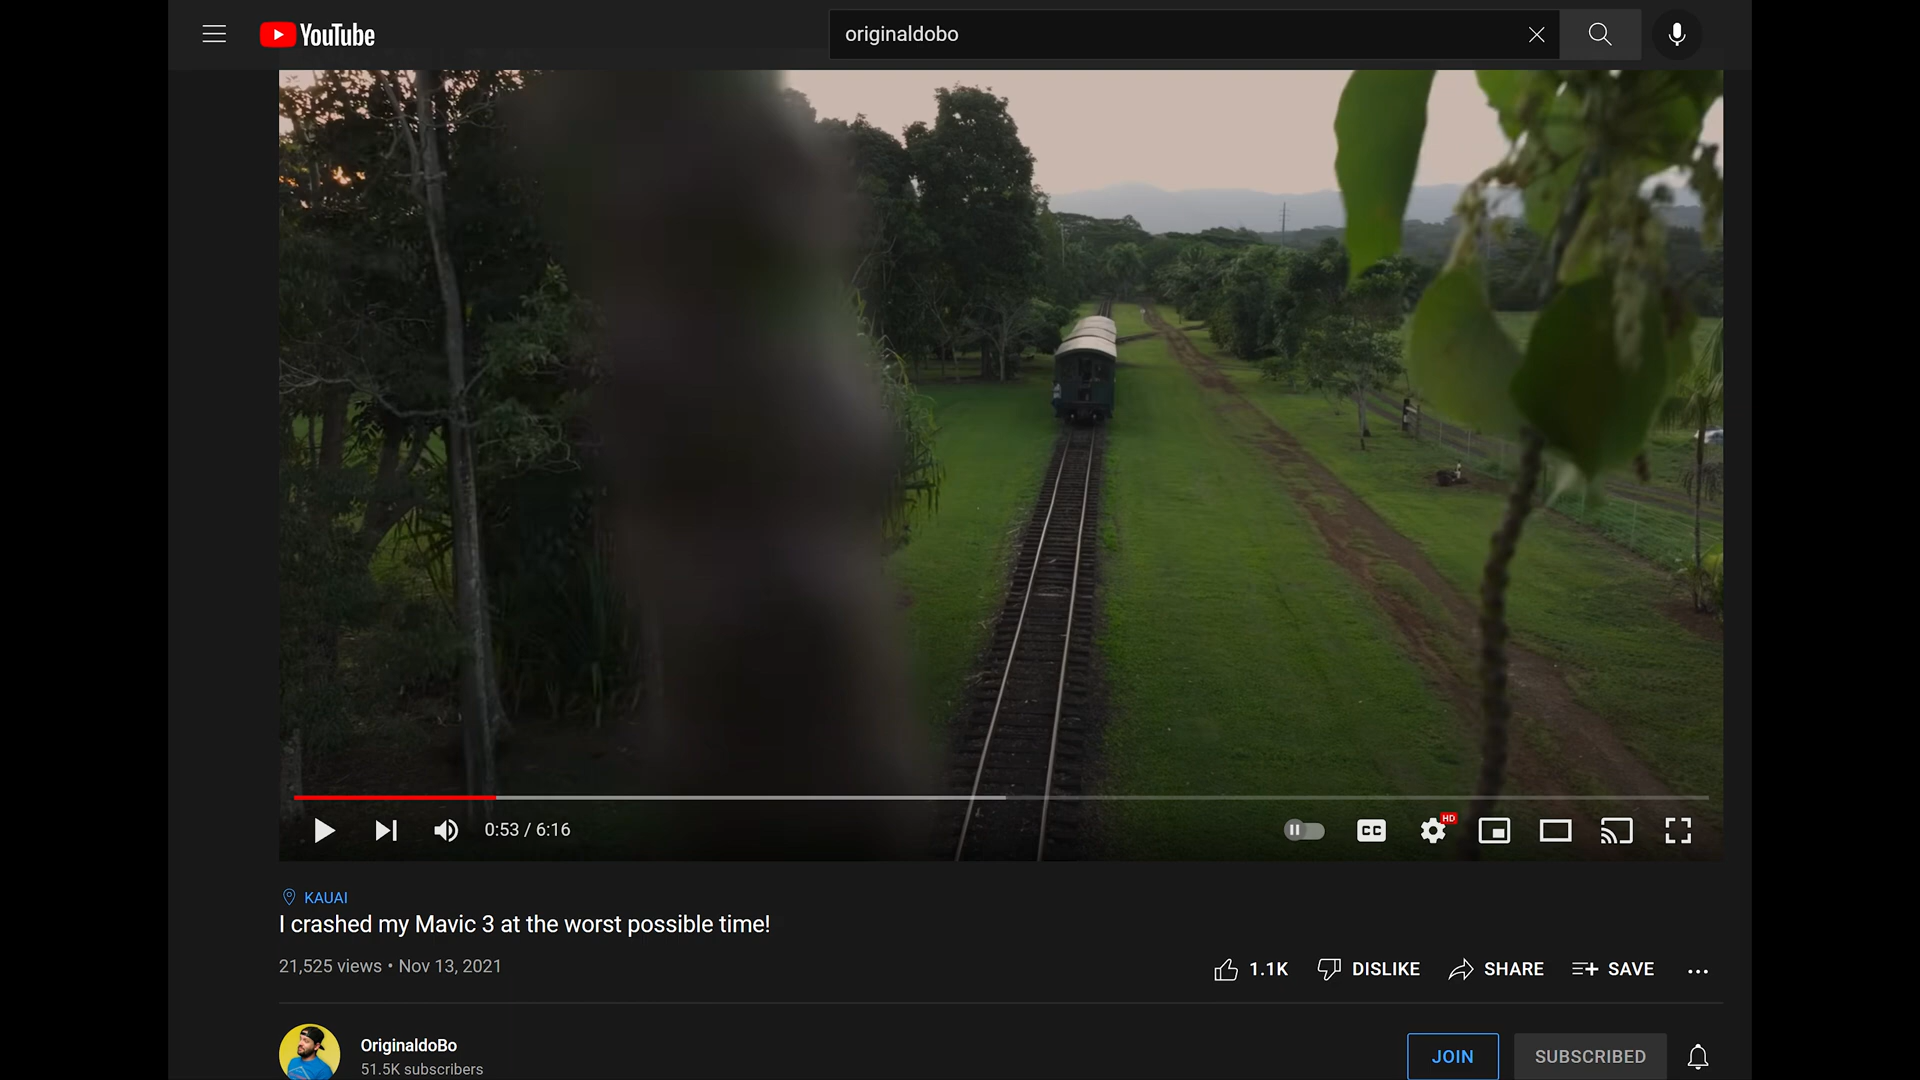 YouTube
originaldobo
0:53 / 6:16
CC
HD
KAUAI
I crashed my Mavic 3 at the worst possible time!
21,525 views • Nov 13, 2021
1.1K
DISLIKE
SHARE
SAVE
OriginaldoBo
51.5K subscribers
JOIN
SUBSCRIBED